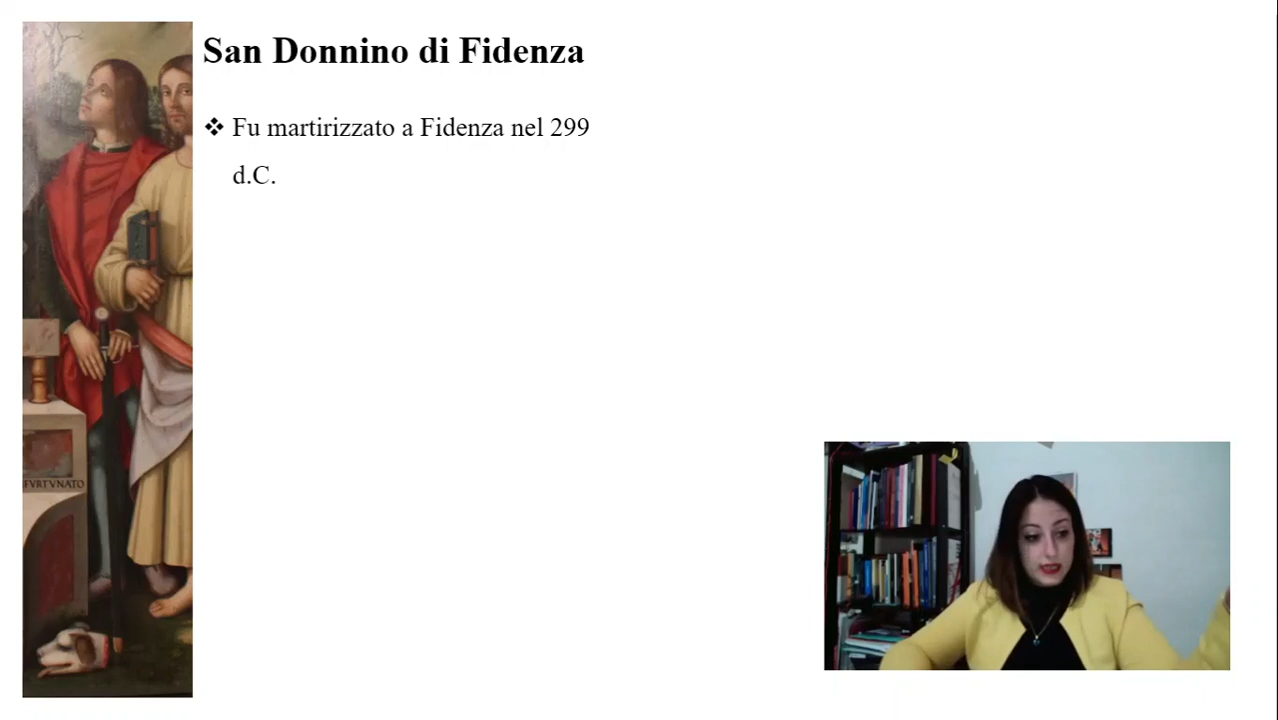 San Donnino di Fidenza
❖ Fu martirizzato a Fidenza nel 299
d.C.
FVRTVNATO